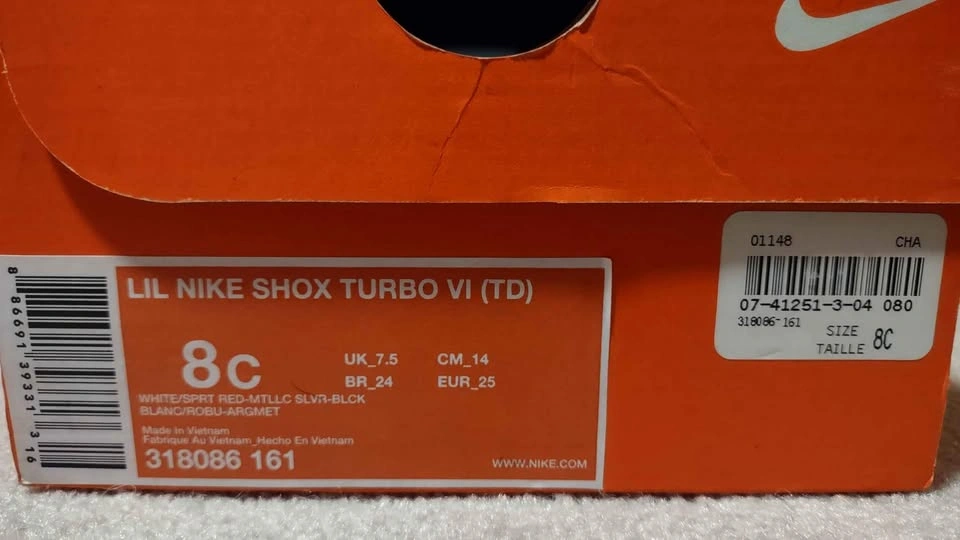 01148 CHA
07-41251-3-04 080
318086-161
SIZE 8C
TAILLE
LIL NIKE SHOX TURBO VI (TD)
8C
UK_7.5 CM_14
BR_24 EUR_25
WHITE/SPRT RED-MTLLC SLVR-BLCK
BLANC/ROBU-ARGMET
Made in Vietnam
Fabrique Au Vietnam_Hecho En Vietnam
318086 161
WWW.NIKE.COM
8 86691 39331 3 16